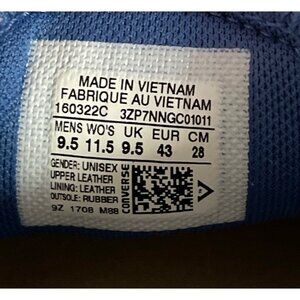 MADE IN VIETNAM
FABRIQUE AU VIETNAM
160322C 3ZP7NNGC01011
MENS WO'S UK EUR CM
9.5 11.5 9.5 43 28
GENDER: UNISEX
UPPER:LEATHER
LINING: LEATHER
OUTSOLE: RUBBER
9Z 1708 M88
CONVERSE